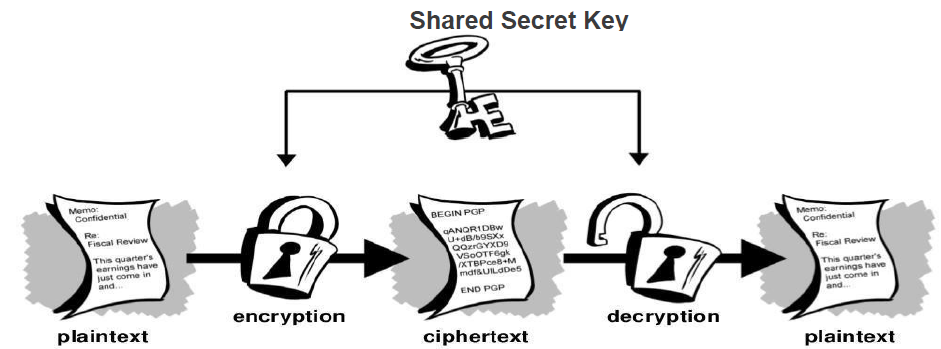 Shared Secret Key
Memo:
Confidential
Re:
Fiscal Review
This quarter's
earnings have
just come in
and...
plaintext
encryption
BEGIN PGP
qANQR1DBw
U+dB/b9SXx
QQzrGYXD9
VSoOTF6gk
/XTBPce8+M
mdf&UlLdDe5
END PGP
ciphertext
decryption
Memo:
Confidential
Re:
Fiscal Review
This quarter's
earnings have
just come in
and...
plaintext